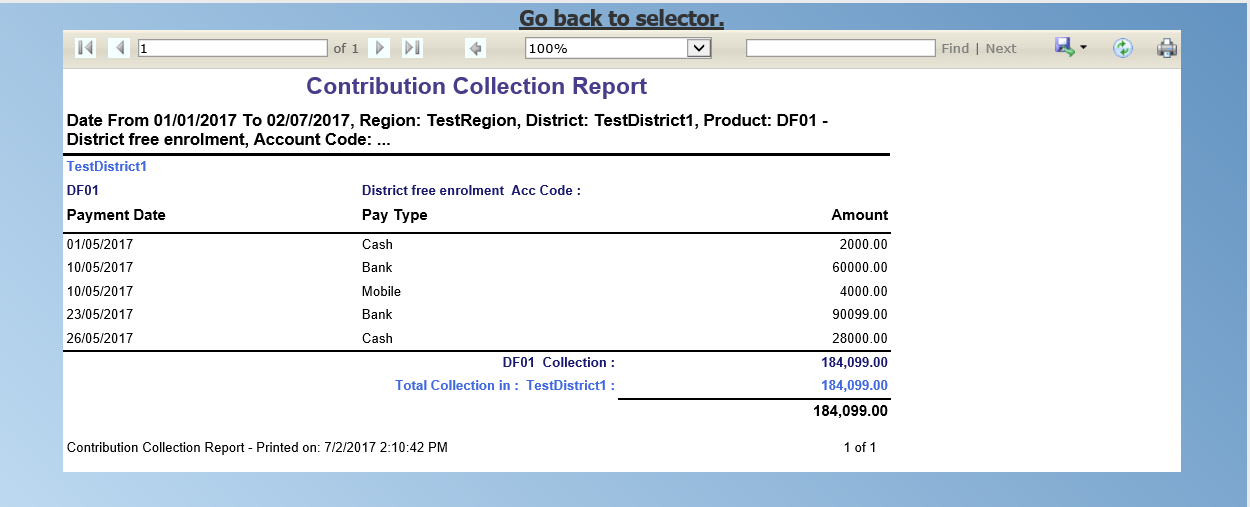 Go back to selector.
1 of 1 100% Find | Next
Contribution Collection Report
Date From 01/01/2017 To 02/07/2017, Region: TestRegion, District: TestDistrict1, Product: DF01 -
District free enrolment, Account Code: ...
TestDistrict1
DF01 District free enrolment Acc Code :
Payment Date Pay Type Amount
01/05/2017 Cash 2000.00
10/05/2017 Bank 60000.00
10/05/2017 Mobile 4000.00
23/05/2017 Bank 90099.00
26/05/2017 Cash 28000.00
DF01 Collection : 184,099.00
Total Collection in : TestDistrict1 : 184,099.00
184,099.00
Contribution Collection Report - Printed on: 7/2/2017 2:10:42 PM 1 of 1